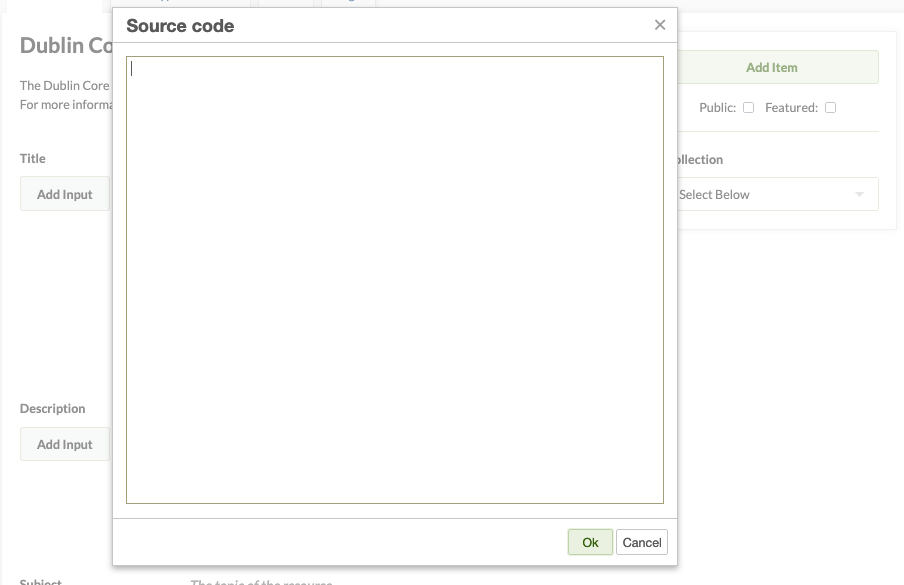 Source code
Dublin Co
The Dublin Core
For more informa
Add Item
Public:
Featured:
Title
Add Input
ollection
Select Below
Description
Add Input
Ok
Cancel
Subject
The topic of the resource